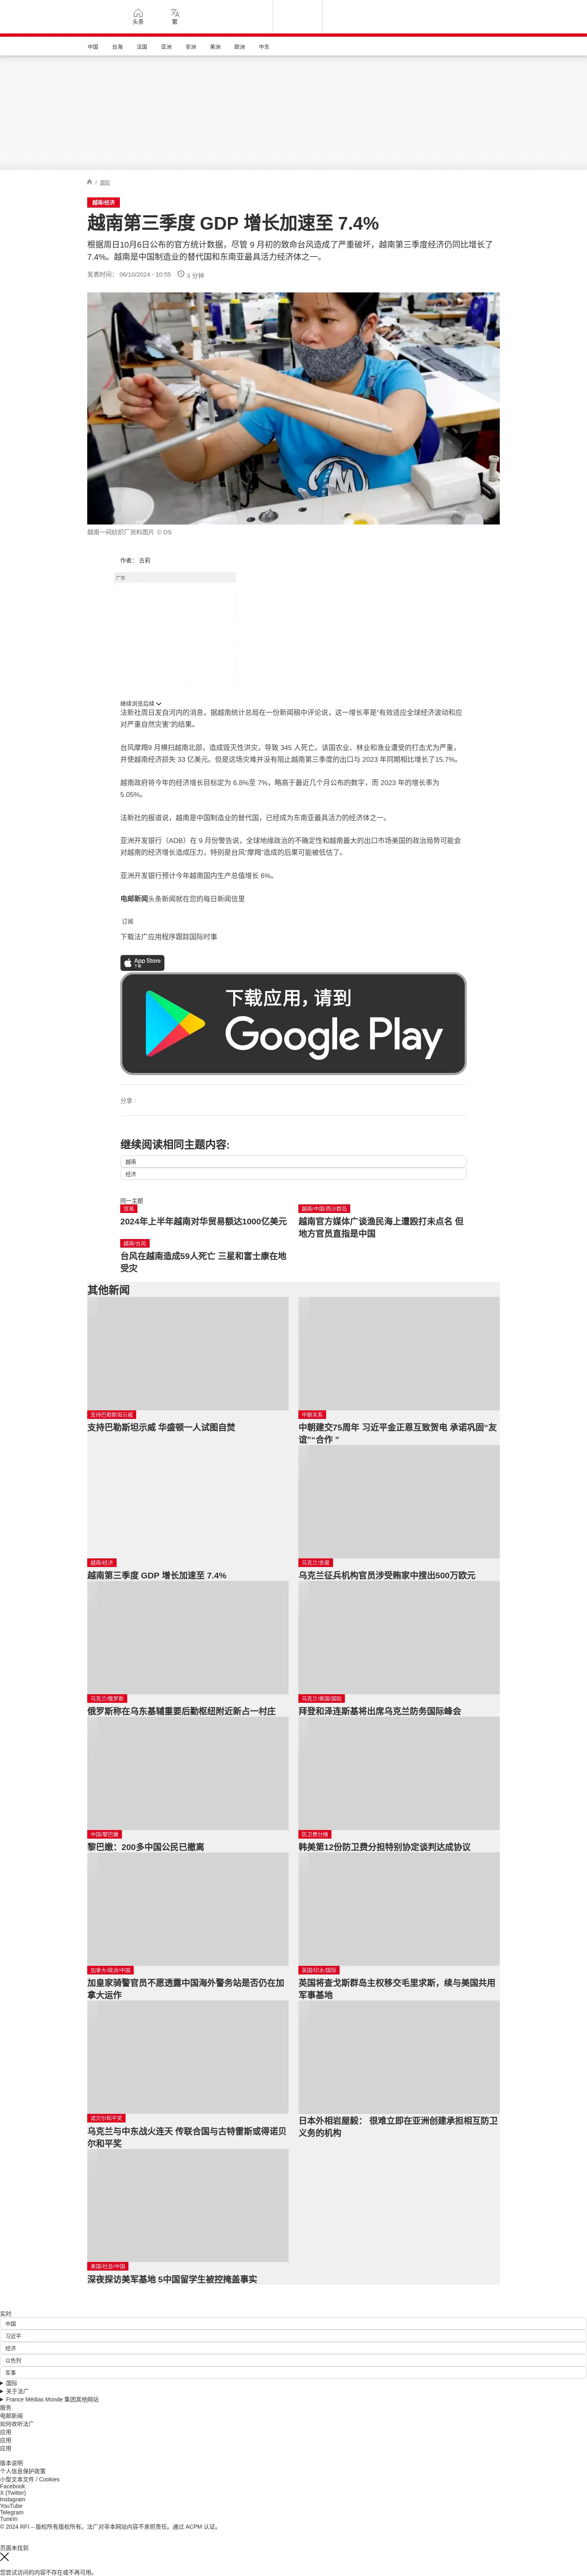 头条
繁
中国
台海
法国
亚洲
非洲
美洲
欧洲
中东
/ 国际
越南/经济
越南第三季度 GDP 增长加速至 7.4%
根据周日10月6日公布的官方统计数据，尽管 9 月初的致命台风造成了严重破坏，越南第三季度经济仍同比增长了
7.4%。越南是中国制造业的替代国和东南亚最具活力经济体之一。
发表时间： 06/10/2024 - 10:55
3 分钟
越南一间纺织厂资料图片 © DS
作者： 古莉
广告
继续浏览后续
法新社周日发自河内的消息，据越南统计总局在一份新闻稿中评论说，这一增长率是“有效适应全球经济波动和应
对严重自然灾害”的结果。
台风摩羯9 月横扫越南北部，造成毁灭性洪灾，导致 345 人死亡。该国农业、林业和渔业遭受的打击尤为严重，
并使越南经济损失 33 亿美元。但是这场灾难并没有阻止越南第三季度的出口与 2023 年同期相比增长了15.7%。
越南政府将今年的经济增长目标定为 6.8%至 7%，略高于最近几个月公布的数字，而 2023 年的增长率为
5.05%。
法新社的报道说，越南是中国制造业的替代国，已经成为东南亚最具活力的经济体之一。
亚洲开发银行（ADB）在 9 月份警告说，全球地缘政治的不确定性和越南最大的出口市场美国的政治局势可能会
对越南的经济增长造成压力，特别是台风“摩羯”造成的后果可能被低估了。
亚洲开发银行预计今年越南国内生产总值增长 6%。
电邮新闻头条新闻就在您的每日新闻信里
订阅
下载法广应用程序跟踪国际时事
App Store
下载
下载应用，请到
Google Play
分享 :
继续阅读相同主题内容:
越南
经济
同一主题
贸易
2024年上半年越南对华贸易额达1000亿美元
越南/中国/西沙群岛
越南官方媒体广谈渔民海上遭殴打未点名 但
地方官员直指是中国
越南/台风
台风在越南造成59人死亡 三星和富士康在地
受灾
其他新闻
支持巴勒斯坦示威
支持巴勒斯坦示威 华盛顿一人试图自焚
中朝关系
中朝建交75周年 习近平金正恩互致贺电 承诺巩固“友
谊”“合作 ”
越南/经济
越南第三季度 GDP 增长加速至 7.4%
乌克兰/贪腐
乌克兰征兵机构官员涉受贿家中搜出500万欧元
乌克兰/俄罗斯
俄罗斯称在乌东基辅重要后勤枢纽附近新占一村庄
乌克兰/美国/国际
拜登和泽连斯基将出席乌克兰防务国际峰会
中国/黎巴嫩
黎巴嫩：200多中国公民已撤离
防卫费分摊
韩美第12份防卫费分担特别协定谈判达成协议
加拿大/政治/中国
加皇家骑警官员不愿透露中国海外警务站是否仍在加
拿大运作
英国/印太/国际
英国将查戈斯群岛主权移交毛里求斯，续与美国共用
军事基地
诺贝尔和平奖
乌克兰与中东战火连天 传联合国与古特雷斯或得诺贝
尔和平奖
日本外相岩屋毅： 很难立即在亚洲创建承担相互防卫
义务的机构
美国/社会/中国
深夜探访美军基地 5中国留学生被控掩盖事实
实时
中国
习近平
经济
以色列
军事
国际
关于法广
France Médias Monde 集团其他网站
服务
电邮新闻
如何收听法广
应用
应用
应用
版本说明
个人信息保护政策
小型文本文件 / Cookies
Facebook
X (Twitter)
Instagram
YouTube
Telegram
TuneIn
© 2024 RFI – 版权所有版权所有。法广对非本网站内容不承担责任。通过 ACPM 认证。
页面未找到
您尝试访问的内容不存在或不再可用。